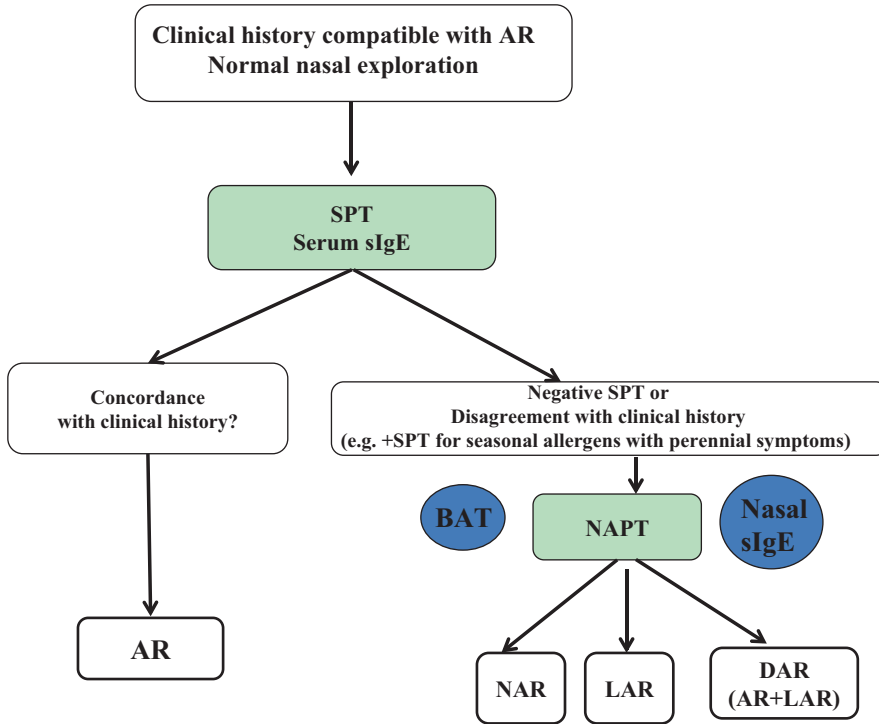 Clinical history compatible with AR
Normal nasal exploration
SPT
Serum sIgE
Concordance
with clinical history?
Negative SPT or
Disagreement with clinical history
(e.g. +SPT for seasonal allergens with perennial symptoms)
BAT
NAPT
Nasal
sIgE
AR
NAR
LAR
DAR
(AR+LAR)